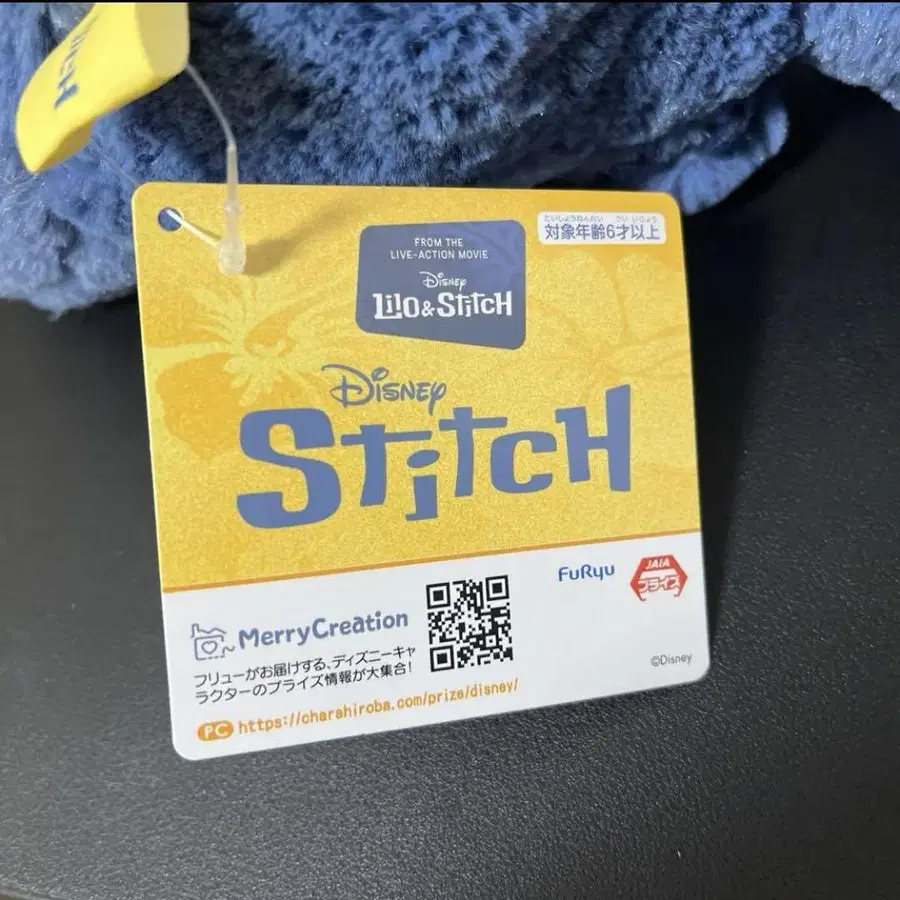 STITCH
FROM THE
LIVE-ACTION MOVIE
Disney
Lilo & Stitch
たいしょうねんれい さい いじょう
対象年齢6才以上
Disney
Stitch
FuRyu
JAIA
プライズ
MerryCreation
フリューがお届けする、ディズニーキャ
ラクターのプライズ情報が大集合!
PC https://charahiroba.com/prize/disney/
©Disney